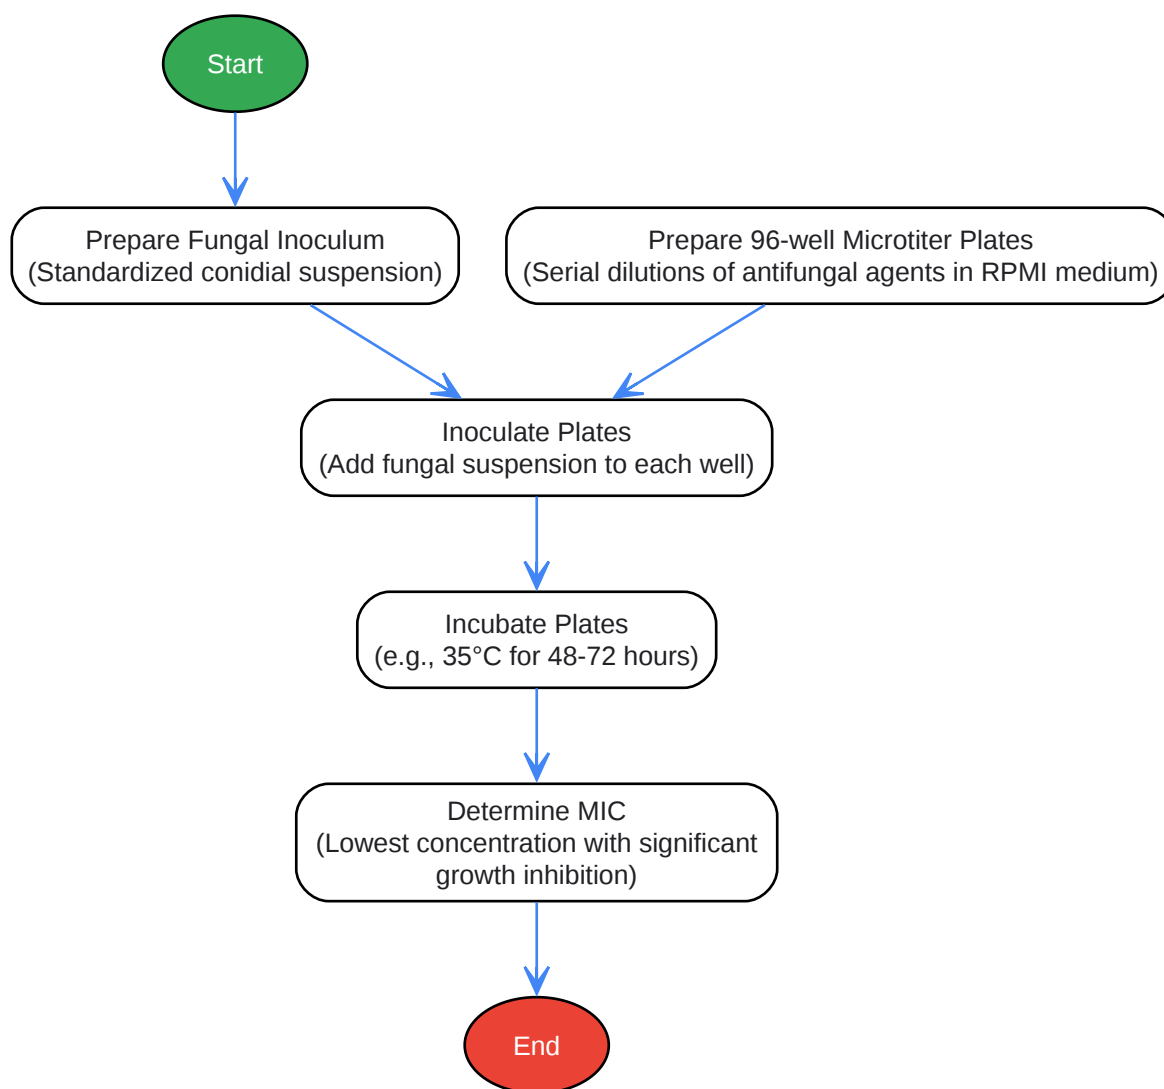 Start
Prepare Fungal Inoculum
(Standardized conidial suspension)
Prepare 96-well Microtiter Plates
(Serial dilutions of antifungal agents in RPMI medium)
Inoculate Plates
(Add fungal suspension to each well)
Incubate Plates
(e.g., 35°C for 48-72 hours)
Determine MIC
(Lowest concentration with significant
growth inhibition)
End